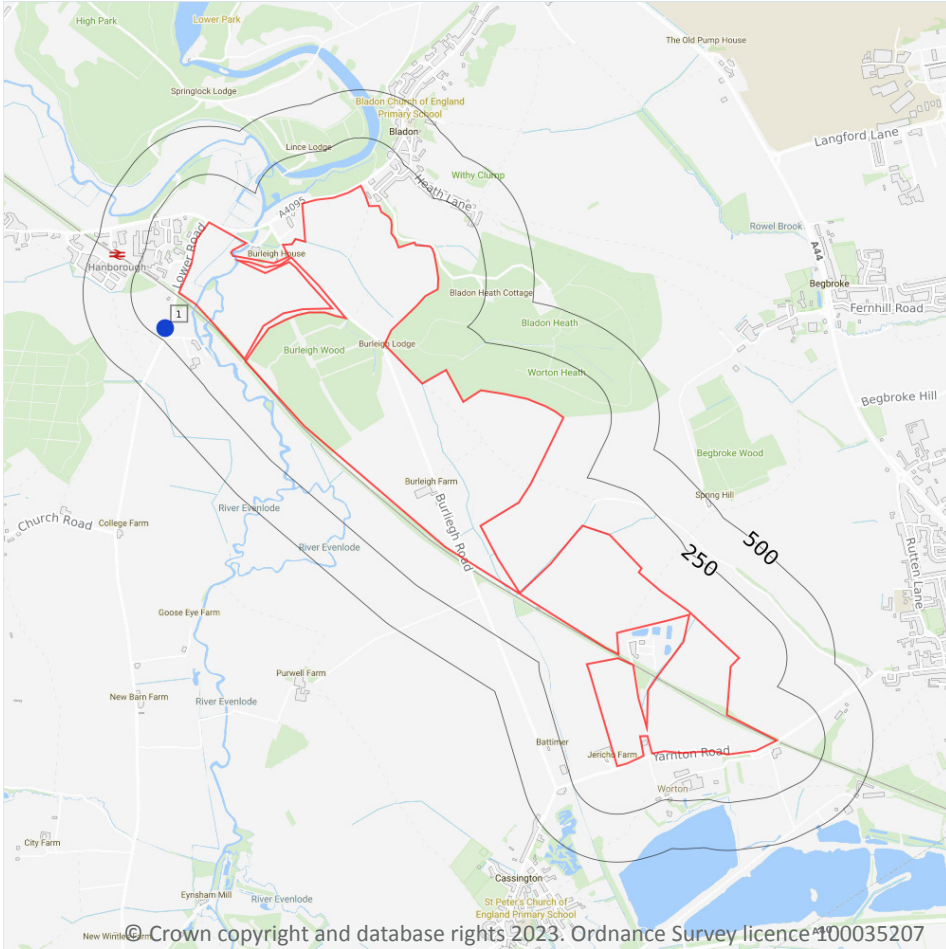 High Park
Lower Park
The Old Pump House
Springlock Lodge
Bladon Church of England
Primary School
Bladon
Langford Lane
Lince Lodge
Withy Clump
Heath Lane
A4095
Rowel Brook
A44
Lower Road
Burleigh House
Hanborough
Begbroke
Bladon Heath Cottage
Fernhill Road
1
Bladon Heath
Burleigh Wood
Burleigh Lodge
Worton Heath
Begbroke Hill
Begbroke Wood
Burleigh Farm
Spring Hill
River Evenlode
Burliegh Road
Church Road
College Farm
River Evenlode
500
250
Rutten Lane
Goose Eye Farm
Purwell Farm
New Barn Farm
River Evenlode
Battimer
Jericho Farm
Yarnton Road
Worton
City Farm
Cassington
Eynsham Mill
River Evenlode
St Peter's Church of
England Primary School
A40
New Wintles Farm
© Crown copyright and database rights 2023. Ordnance Survey licence 100035207